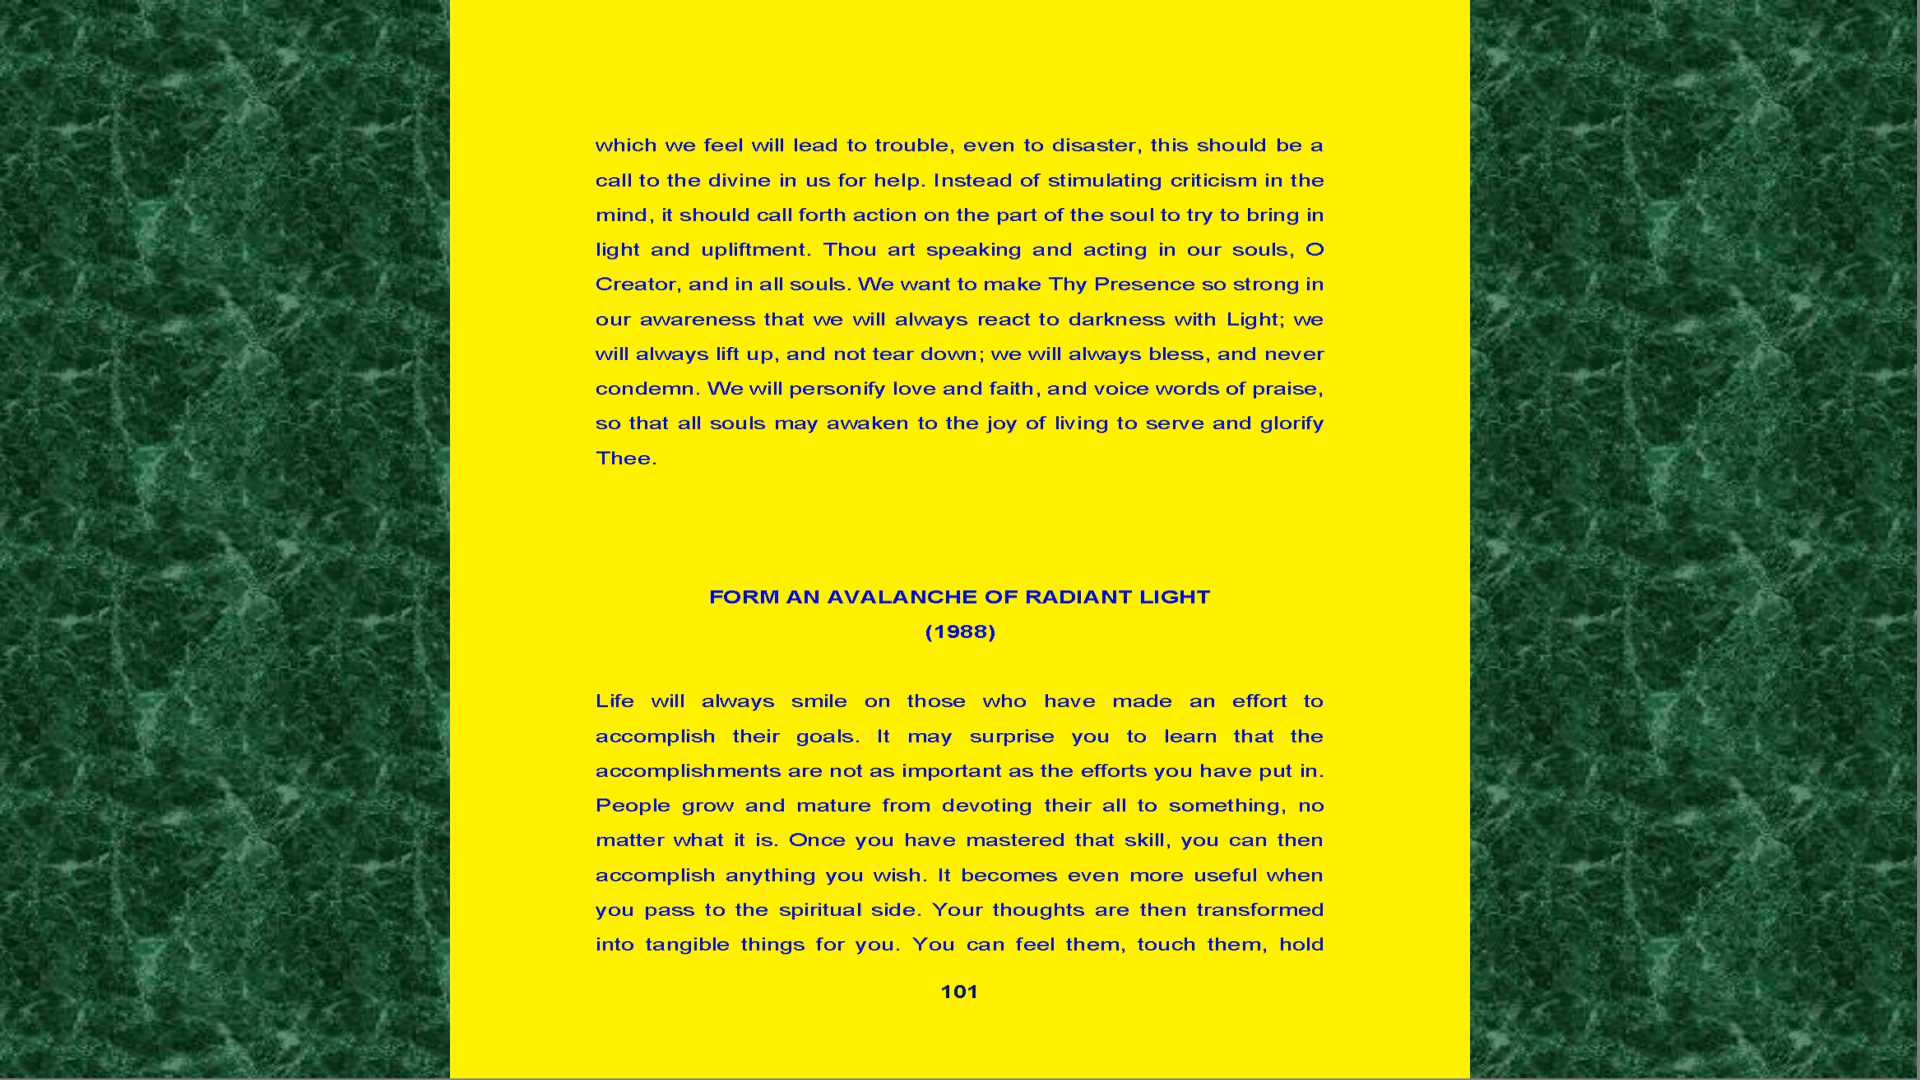 which we feel will lead to trouble, even to disaster, this should be a
call to the divine in us for help. Instead of stimulating criticism in the
mind, it should call forth action on the part of the soul to try to bring in
light and upliftment. Thou art speaking and acting in our souls, O
Creator, and in all souls. We want to make Thy Presence so strong in
our awareness that we will always react to darkness with Light; we
will always lift up, and not tear down; we will always bless, and never
condemn. We will personify love and faith, and voice words of praise,
so that all souls may awaken to the joy of living to serve and glorify
Thee.
FORM AN AVALANCHE OF RADIANT LIGHT
(1988)
Life will always smile on those who have made an effort to
accomplish their goals. It may surprise you to learn that the
accomplishments are not as important as the efforts you have put in.
People grow and mature from devoting their all to something, no
matter what it is. Once you have mastered that skill, you can then
accomplish anything you wish. It becomes even more useful when
you pass to the spiritual side. Your thoughts are then transformed
into tangible things for you. You can feel them, touch them, hold
101